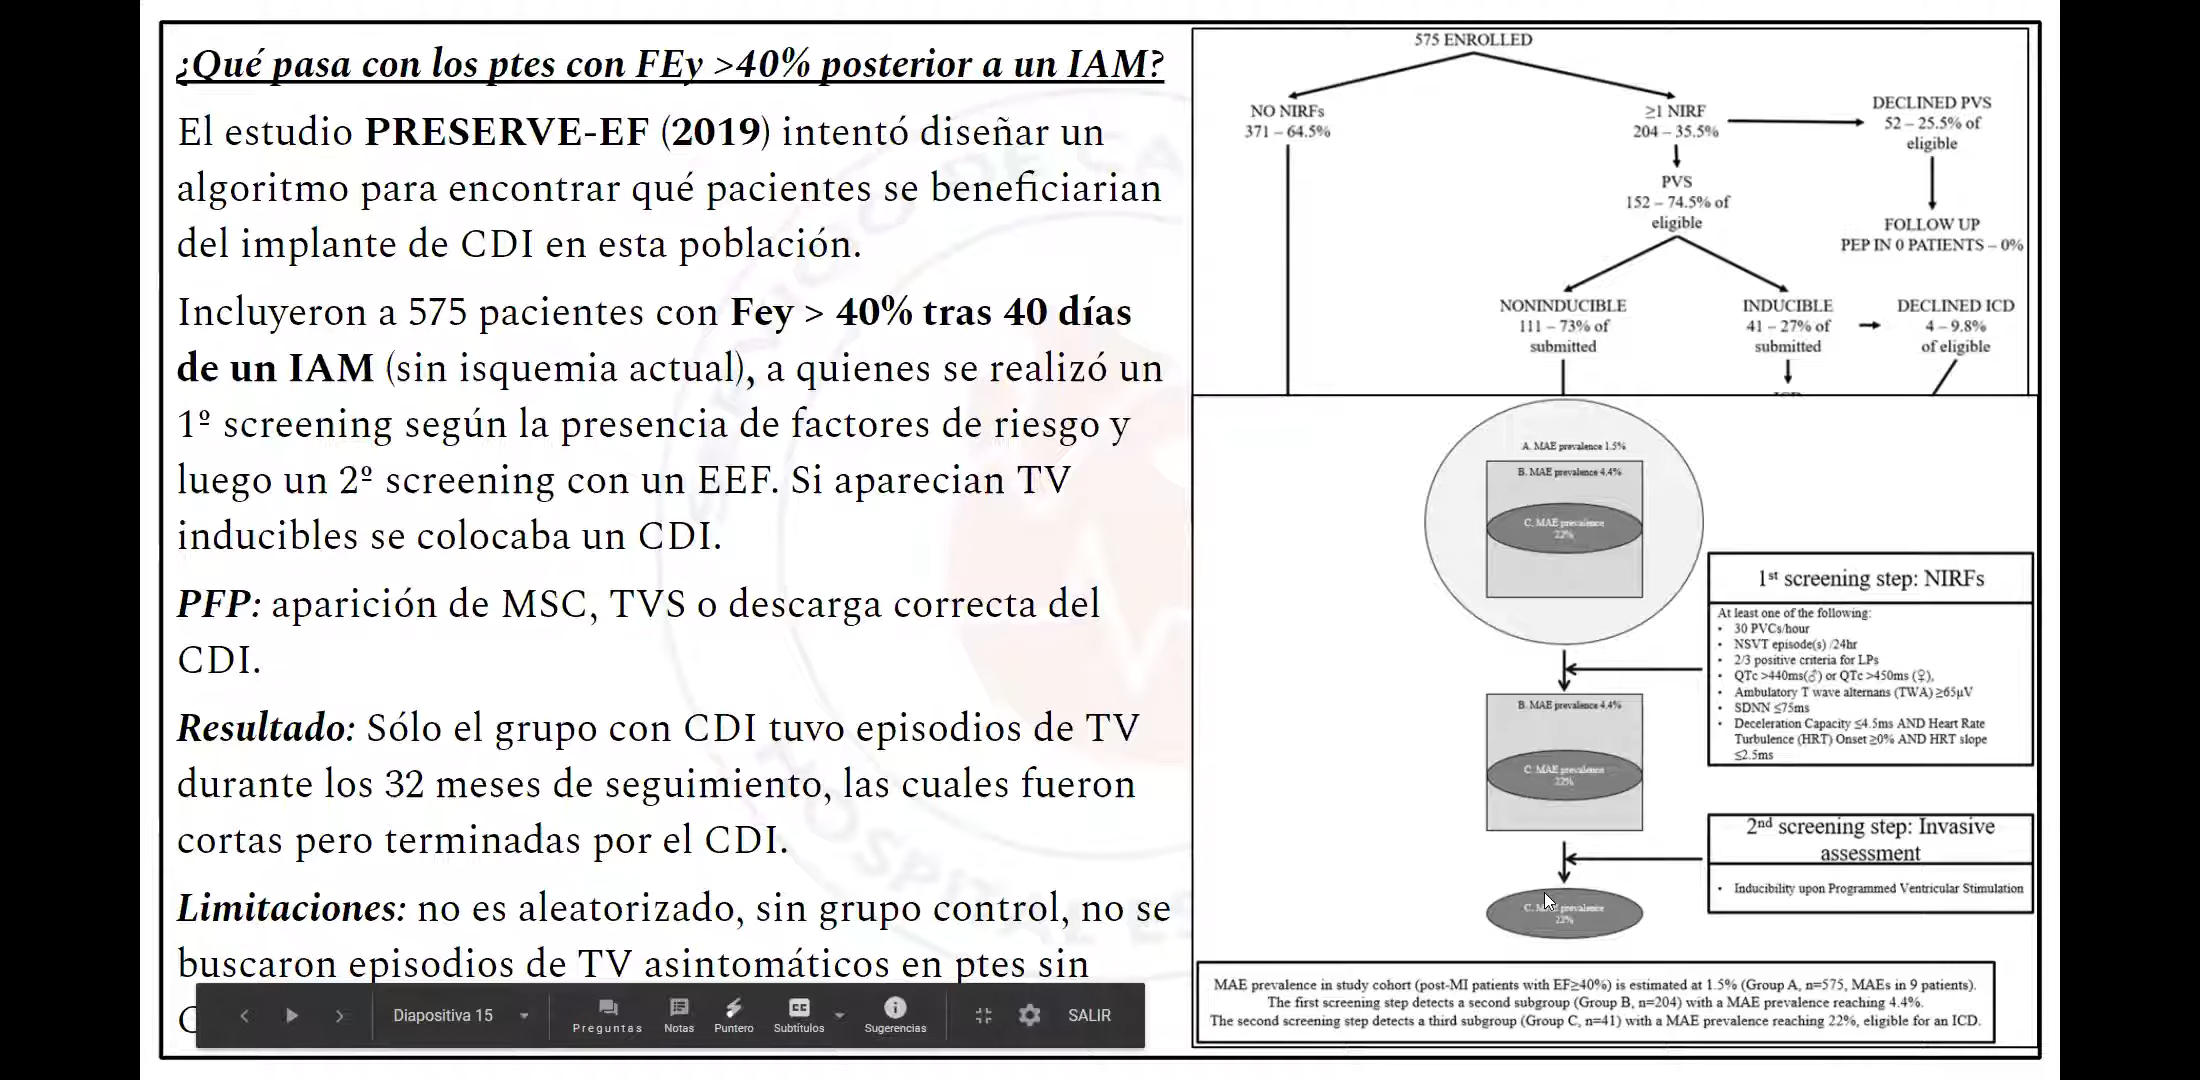 ¿Qué pasa con los ptes con FEy >40% posterior a un IAM?
El estudio PRESERVE-EF (2019) intentó diseñar un
algoritmo para encontrar qué pacientes se beneficiarian
del implante de CDI en esta población.
Incluyeron a 575 pacientes con Fey > 40% tras 40 días
de un IAM (sin isquemia actual), a quienes se realizó un
1º screening según la presencia de factores de riesgo y
luego un 2º screening con un EEF. Si aparecian TV
inducibles se colocaba un CDI.
PFP: aparición de MSC, TVS o descarga correcta del
CDI.
Resultado: Sólo el grupo con CDI tuvo episodios de TV
durante los 32 meses de seguimiento, las cuales fueron
cortas pero terminadas por el CDI.
Limitaciones: no es aleatorizado, sin grupo control, no se
buscaron episodios de TV asintomáticos en ptes sin
Diapositiva 15
Preguntas
Notas
Puntero
Subtítulos
Sugerencias
SALIR
575 ENROLLED
NO NIRFs
371 – 64.5%
≥1 NIRF
204 – 35.5%
DECLINED PVS
52 – 25.5% of
eligible
PVS
152 – 74.5% of
eligible
FOLLOW UP
PEP IN 0 PATIENTS – 0%
NONINDUCIBLE
111 – 73% of
submitted
INDUCIBLE
41 – 27% of
submitted
DECLINED ICD
4 – 9.8%
of eligible
A. MAE prevalence 1.5%
B. MAE prevalence 4.4%
C. MAE prevalence
22%
1st screening step: NIRFs
At least one of the following:
• 30 PVCs/hour
• NSVT episode(s) /24hr
• 2/3 positive criteria for LPs
• QTc >440ms(♂) or QTc >450ms (♀),
• Ambulatory T wave alternans (TWA) ≥65μV
• SDNN ≤75ms
• Deceleration Capacity ≤4.5ms AND Heart Rate
Turbulence (HRT) Onset ≥0% AND HRT slope
≤2.5ms
B. MAE prevalence 4.4%
C. MAE prevalence
22%
2nd screening step: Invasive
assessment
• Inducibility upon Programmed Ventricular Stimulation
C. prevalence
22%
MAE prevalence in study cohort (post-MI patients with EF≥40%) is estimated at 1.5% (Group A, n=575, MAEs in 9 patients).
The first screening step detects a second subgroup (Group B, n=204) with a MAE prevalence reaching 4.4%.
The second screening step detects a third subgroup (Group C, n=41) with a MAE prevalence reaching 22%, eligible for an ICD.